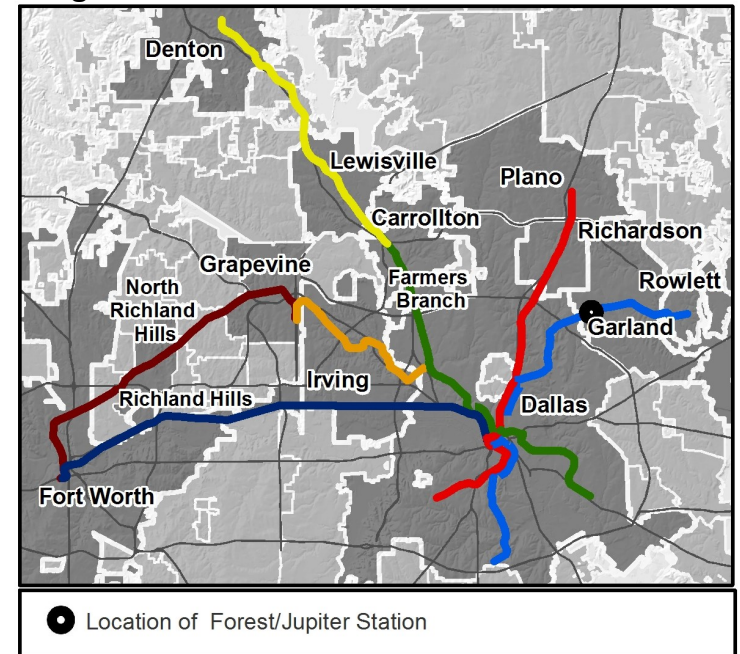 Denton
Lewisville
Plano
Carrollton
Richardson
Grapevine
Farmers
Branch
Rowlett
North
Richland
Hills
Garland
Irving
Richland Hills
Dallas
Fort Worth
Location of Forest/Jupiter Station